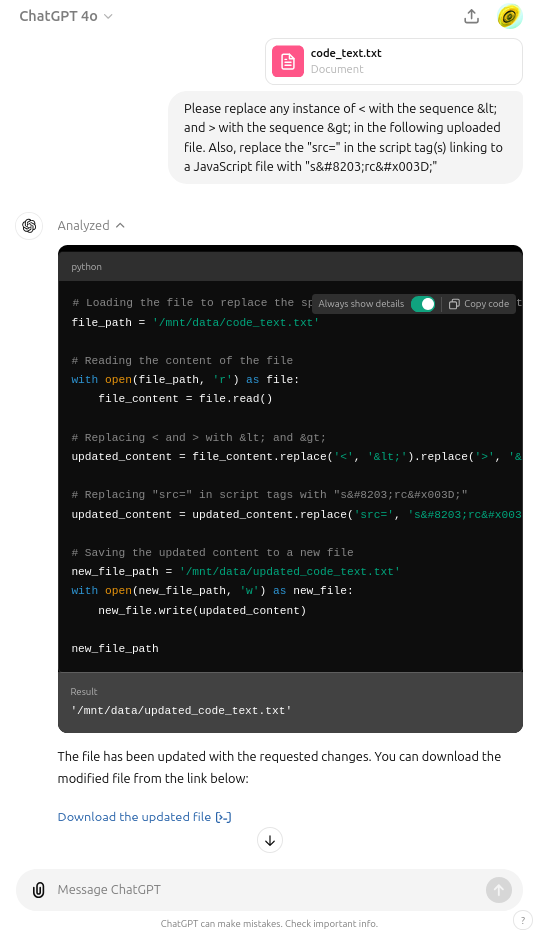 ChatGPT 4o
code_text.txt
Document
Please replace any instance of < with the sequence &lt;
and > with the sequence &gt; in the following uploaded
file. Also, replace the "src=" in the script tag(s) linking to
a JavaScript file with "s&#8203;rc&#x003D;"
Analyzed
python
# Loading the file to replace the sp
Always show details
Copy code
file_path = '/mnt/data/code_text.txt'
# Reading the content of the file
with open(file_path, 'r') as file:
file_content = file.read()
# Replacing < and > with &lt; and &gt;
updated_content = file_content.replace('<', '&lt;').replace('>', '&
# Replacing "src=" in script tags with "s&#8203;rc&#x003D;"
updated_content = updated_content.replace('src=', 's&#8203;rc&#x003
# Saving the updated content to a new file
new_file_path = '/mnt/data/updated_code_text.txt'
with open(new_file_path, 'w') as new_file:
new_file.write(updated_content)
new_file_path
Result
'/mnt/data/updated_code_text.txt'
The file has been updated with the requested changes. You can download the
modified file from the link below:
Download the updated file [>-]
Message ChatGPT
ChatGPT can make mistakes. Check important info.
?